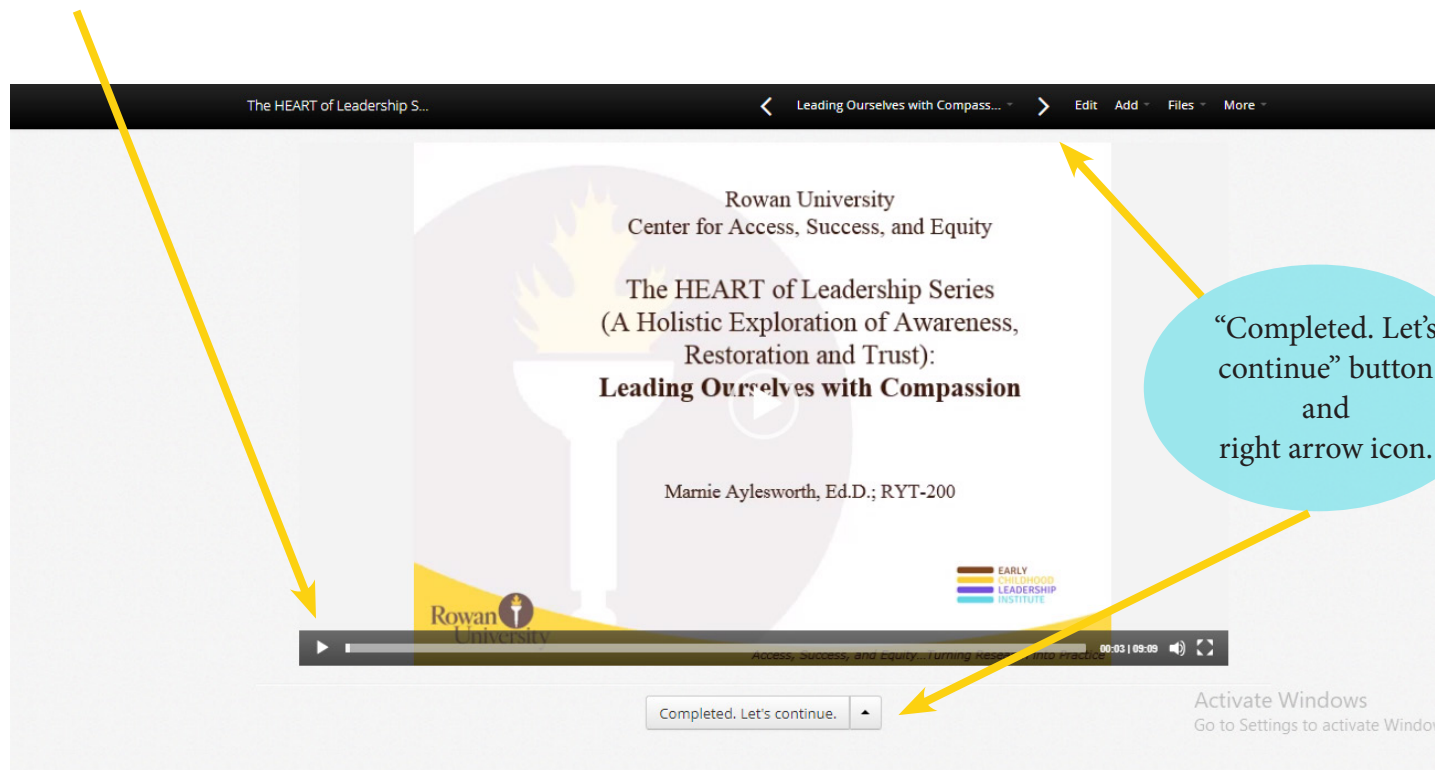 The HEART of Leadership S...
Leading Ourselves with Compass...
Edit Add Files More
Rowan University
Center for Access, Success, and Equity
The HEART of Leadership Series
(A Holistic Exploration of Awareness,
Restoration and Trust):
Leading Ourselves with Compassion
Marnie Aylesworth, Ed.D.; RYT-200
“Completed. Let’s
continue” button
and
right arrow icon.
EARLY
CHILDHOOD
LEADERSHIP
INSTITUTE
Rowan
University
Access, Success, and Equity...Turning Research Into Practice
00:03 | 09:09
Completed. Let's continue.
Activate Windows
Go to Settings to activate Window